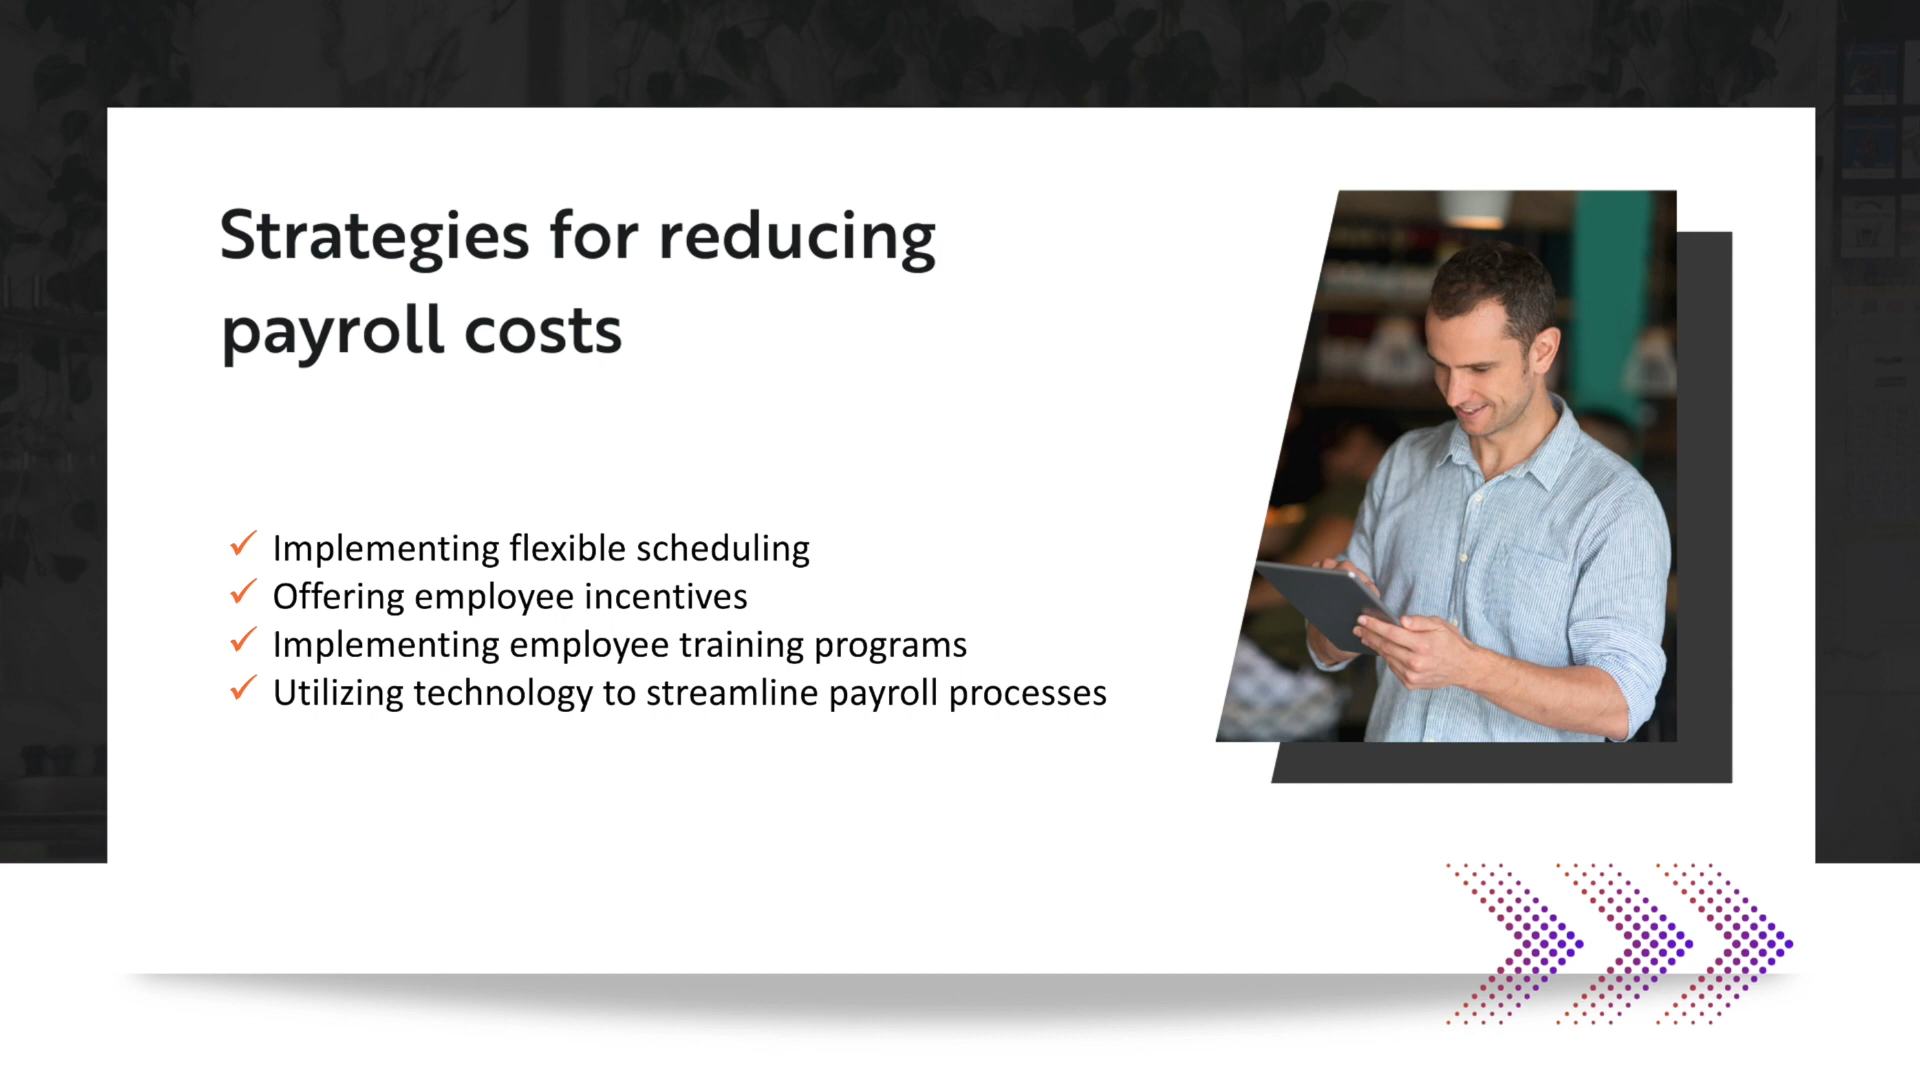 Strategies for reducing
payroll costs
Implementing flexible scheduling
Offering employee incentives
Implementing employee training programs
Utilizing technology to streamline payroll processes